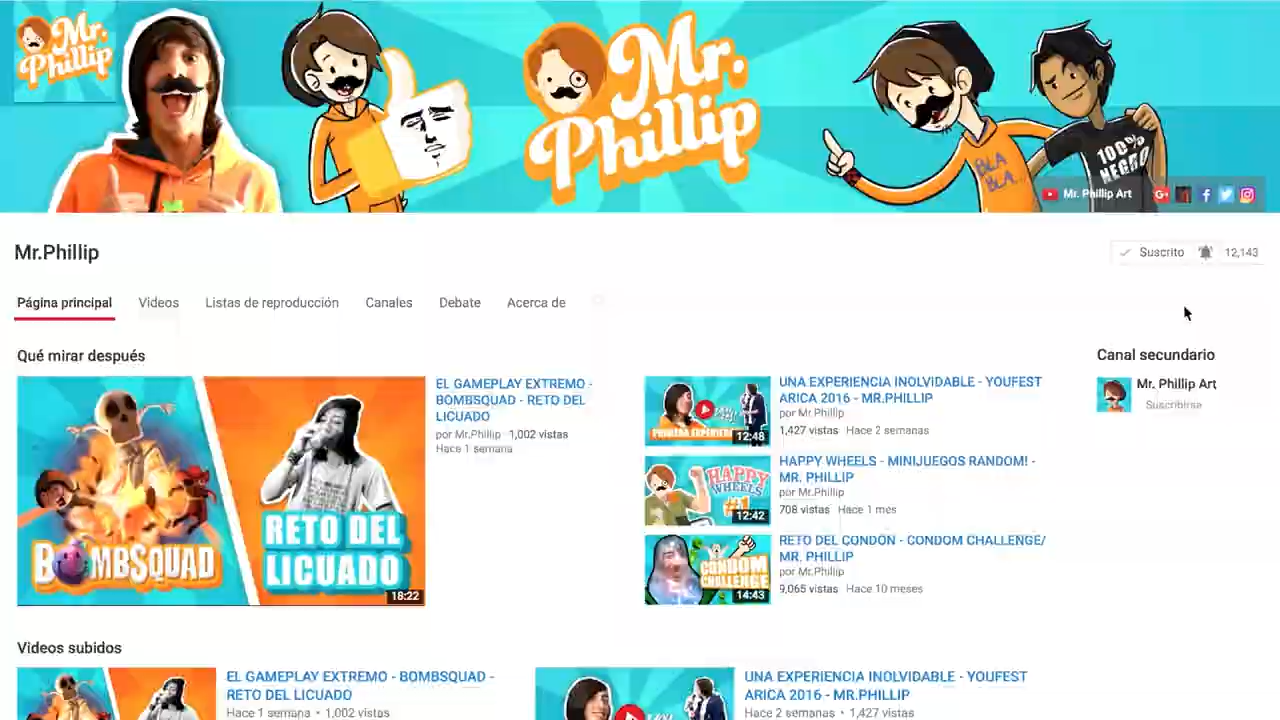 Mr.
Phillip
Mr.
Phillip
BLA
BLA
100%
NEGRO
Mr. Phillip Art
Mr.Phillip
Suscrito
12,143
Página principal
Videos
Listas de reproducción
Canales
Debate
Acerca de
Qué mirar después
BOMBSQUAD
RETO DEL
LICUADO
18:22
EL GAMEPLAY EXTREMO -
BOMBSQUAD - RETO DEL
LICUADO
por Mr.Phillip 1,002 vistas
Hace 1 semana
12:48
UNA EXPERIENCIA INOLVIDABLE - YOUFEST
ARICA 2016 - MR.PHILLIP
por Mr.Phillip
1,427 vistas Hace 2 semanas
HAPPY
WHEELS
#1
12:42
HAPPY WHEELS - MINIJUEGOS RANDOM! -
MR. PHILLIP
por Mr.Phillip
708 vistas Hace 1 mes
CONDOM
CHALLENGE
14:43
RETO DEL CONDÓN - CONDOM CHALLENGE/
MR. PHILLIP
por Mr.Phillip
9,065 vistas Hace 10 meses
Canal secundario
Mr. Phillip Art
Suscribirse
Videos subidos
EL GAMEPLAY EXTREMO - BOMBSQUAD -
RETO DEL LICUADO
Hace 1 semana • 1,002 vistas
UNA EXPERIENCIA INOLVIDABLE - YOUFEST
ARICA 2016 - MR.PHILLIP
Hace 2 semanas • 1,427 vistas